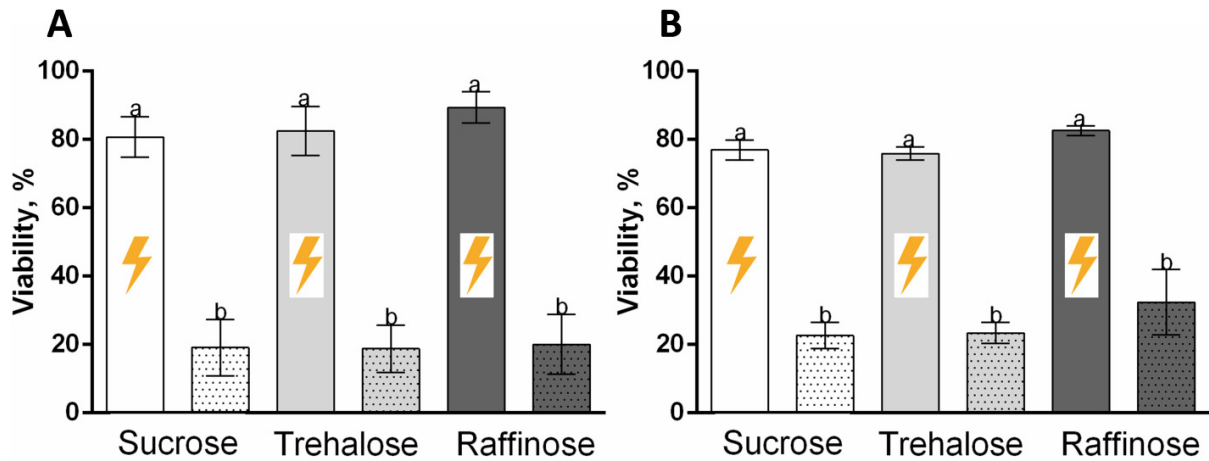 A
Viability, %
100
80
60
40
20
0
a
b
a
b
a
b
Sucrose
Trehalose
Raffinose
B
Viability, %
100
80
60
40
20
0
a
b
a
b
a
b
Sucrose
Trehalose
Raffinose